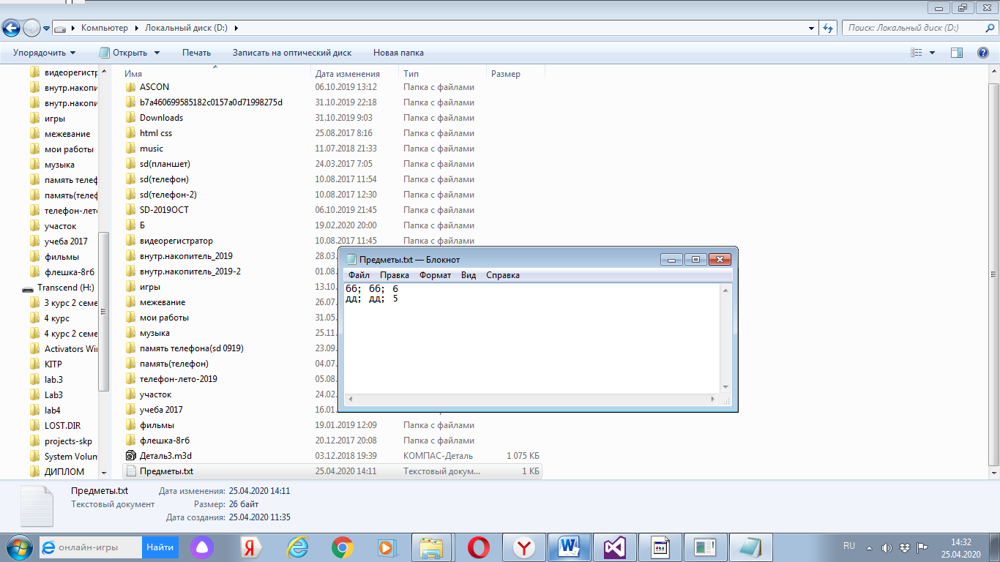 Компьютер Локальный диск (D:) Поиск: Локальный диск (D:)
Упорядочить Открыть Печать Записать на оптический диск Новая папка
видеорегистр
внутр.накопи
внутр.накопи
игры
межевание
мои работы
музыка
память телеф
память(телеф
телефон-лето
участок
учеба 2017
фильмы
флешка-8гб
Transcend (H:)
3 курс 2 семе
4 курс
4 курс 2 семе
Activators Win
KITP
lab.3
Lab3
lab4
LOST.DIR
projects-skp
System Volum
ДИПЛОМ
Имя Дата изменения Тип Размер
ASCON 06.10.2019 13:12 Папка с файлами
b7a460699585182c0157a0d71998275d 31.10.2019 22:18 Папка с файлами
Downloads 31.10.2019 9:03 Папка с файлами
html css 25.08.2017 8:16 Папка с файлами
music 11.07.2018 21:33 Папка с файлами
sd(планшет) 24.03.2017 7:05 Папка с файлами
sd(телефон) 10.08.2017 11:54 Папка с файлами
sd(телефон-2) 10.08.2017 12:30 Папка с файлами
SD-2019OCT 06.10.2019 21:45 Папка с файлами
Б 19.02.2020 20:00 Папка с файлами
видеорегистратор 10.08.2017 11:45 Папка с файлами
внутр.накопитель_2019 28.03.
внутр.накопитель_2019-2 01.08.
игры 13.10.
межевание 26.07.
мои работы 31.05.
музыка 25.11.
память телефона(sd 0919) 23.09.
память(телефон) 04.07.
телефон-лето-2019 05.08.
участок 24.02.
учеба 2017 16.01.
фильмы 19.01.2019 12:09 Папка с файлами
флешка-8гб 20.12.2017 20:08 Папка с файлами
Деталь3.m3d 03.12.2018 19:39 КОМПАС-Деталь 1 075 КБ
Предметы.txt 25.04.2020 14:11 Текстовый докум... 1 КБ
Предметы.txt — Блокнот
Файл Правка Формат Вид Справка
бб; бб; 6
дд; дд; 5
Предметы.txt Дата изменения: 25.04.2020 14:11
Текстовый документ Размер: 26 байт
Дата создания: 25.04.2020 11:35
онлайн-игры Найти
RU 14:32
25.04.2020